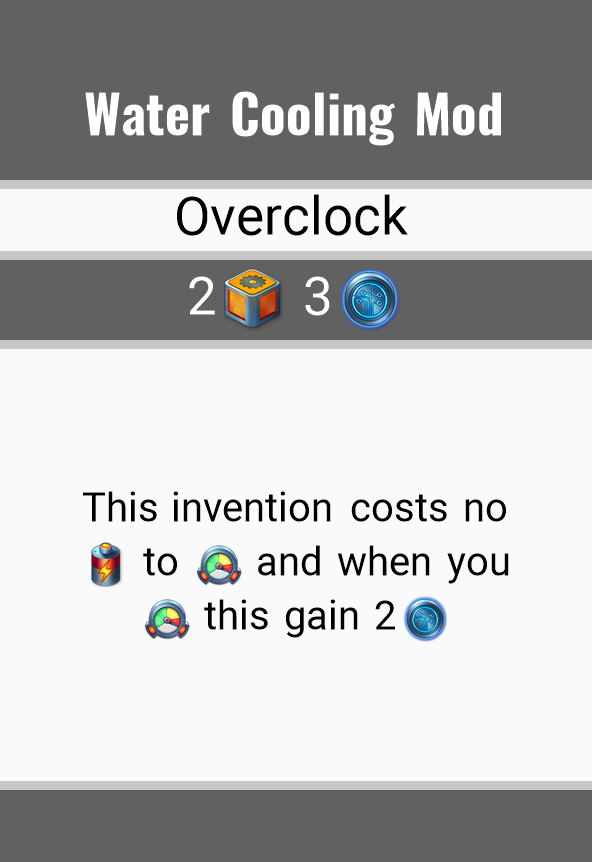 Water Cooling Mod
Overclock
2 3
This invention costs no
to and when you
this gain 2